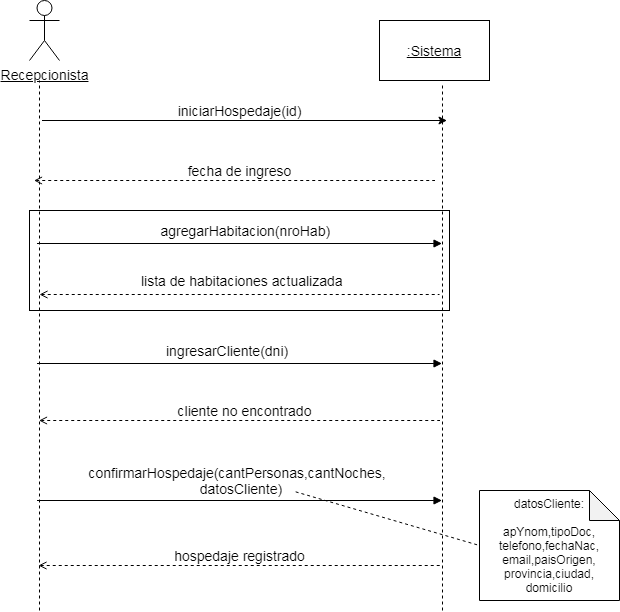 Recepcionista
:Sistema
iniciarHospedaje(id)
fecha de ingreso
agregarHabitacion(nroHab)
lista de habitaciones actualizada
ingresarCliente(dni)
cliente no encontrado
confirmarHospedaje(cantPersonas,cantNoches,
datosCliente)
datosCliente:
apYnom,tipoDoc,
telefono,fechaNac,
email,paisOrigen,
provincia,ciudad,
domicilio
hospedaje registrado